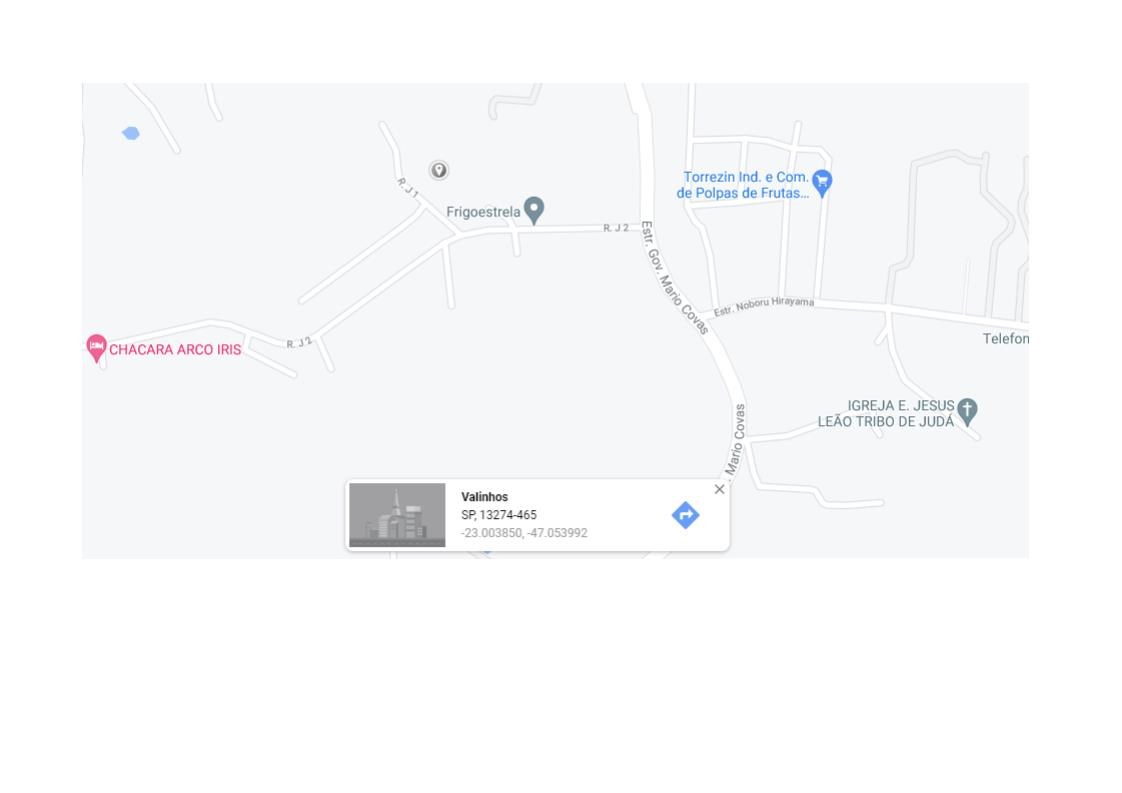 R. J 1
Frigoestrela
R. J 2
Torrezin Ind. e Com.
de Polpas de Frutas...
Estr. Gov. Mario Covas
Estr. Noboru Hirayama
Telefon
R. J 2
CHACARA ARCO IRIS
IGREJA E. JESUS
LEÃO TRIBO DE JUDÁ
. Mario Covas
Valinhos
SP, 13274-465
-23.003850, -47.053992